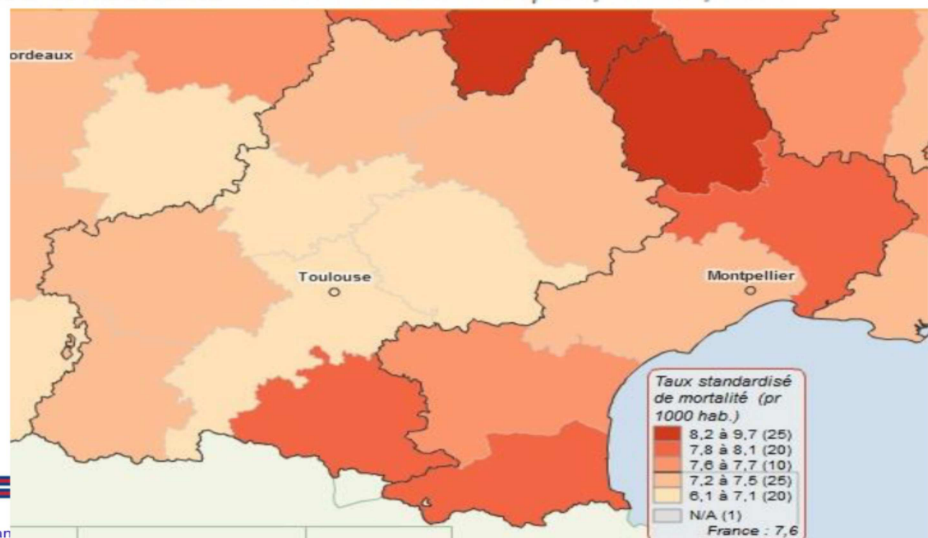 ordeaux
Toulouse
Montpellier
Taux standardisé
de mortalité (pr
1000 hab.)
8,2 à 9,7 (25)
7,8 à 8,1 (20)
7,6 à 7,7 (10)
7,2 à 7,5 (25)
6,1 à 7,1 (20)
N/A (1)
France : 7,6